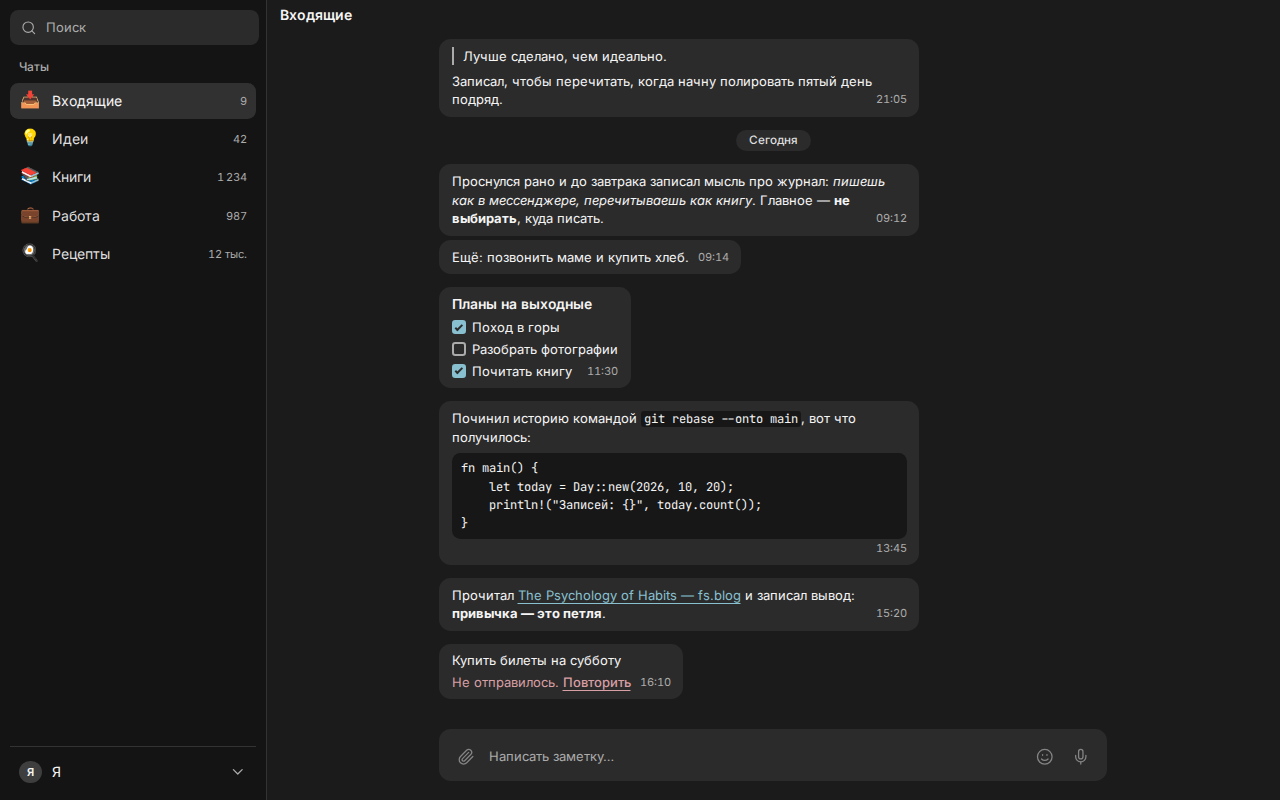 Поиск
Чаты
Входящие 9
Идеи 42
Книги 1 234
Работа 987
Рецепты 12 тыс.
Я Я
Входящие
Лучше сделано, чем идеально.
Записал, чтобы перечитать, когда начну полировать пятый день
подряд. 21:05
Сегодня
Проснулся рано и до завтрака записал мысль про журнал: пишешь
как в мессенджере, перечитываешь как книгу. Главное — не
выбирать, куда писать. 09:12
Ещё: позвонить маме и купить хлеб. 09:14
Планы на выходные
Поход в горы
Разобрать фотографии
Почитать книгу 11:30
Починил историю командой git rebase --onto main, вот что
получилось:
fn main() {
    let today = Day::new(2026, 10, 20);
    println!("Записей: {}", today.count());
}
13:45
Прочитал The Psychology of Habits — fs.blog и записал вывод:
привычка — это петля. 15:20
Купить билеты на субботу
Не отправилось. Повторить 16:10
Написать заметку...